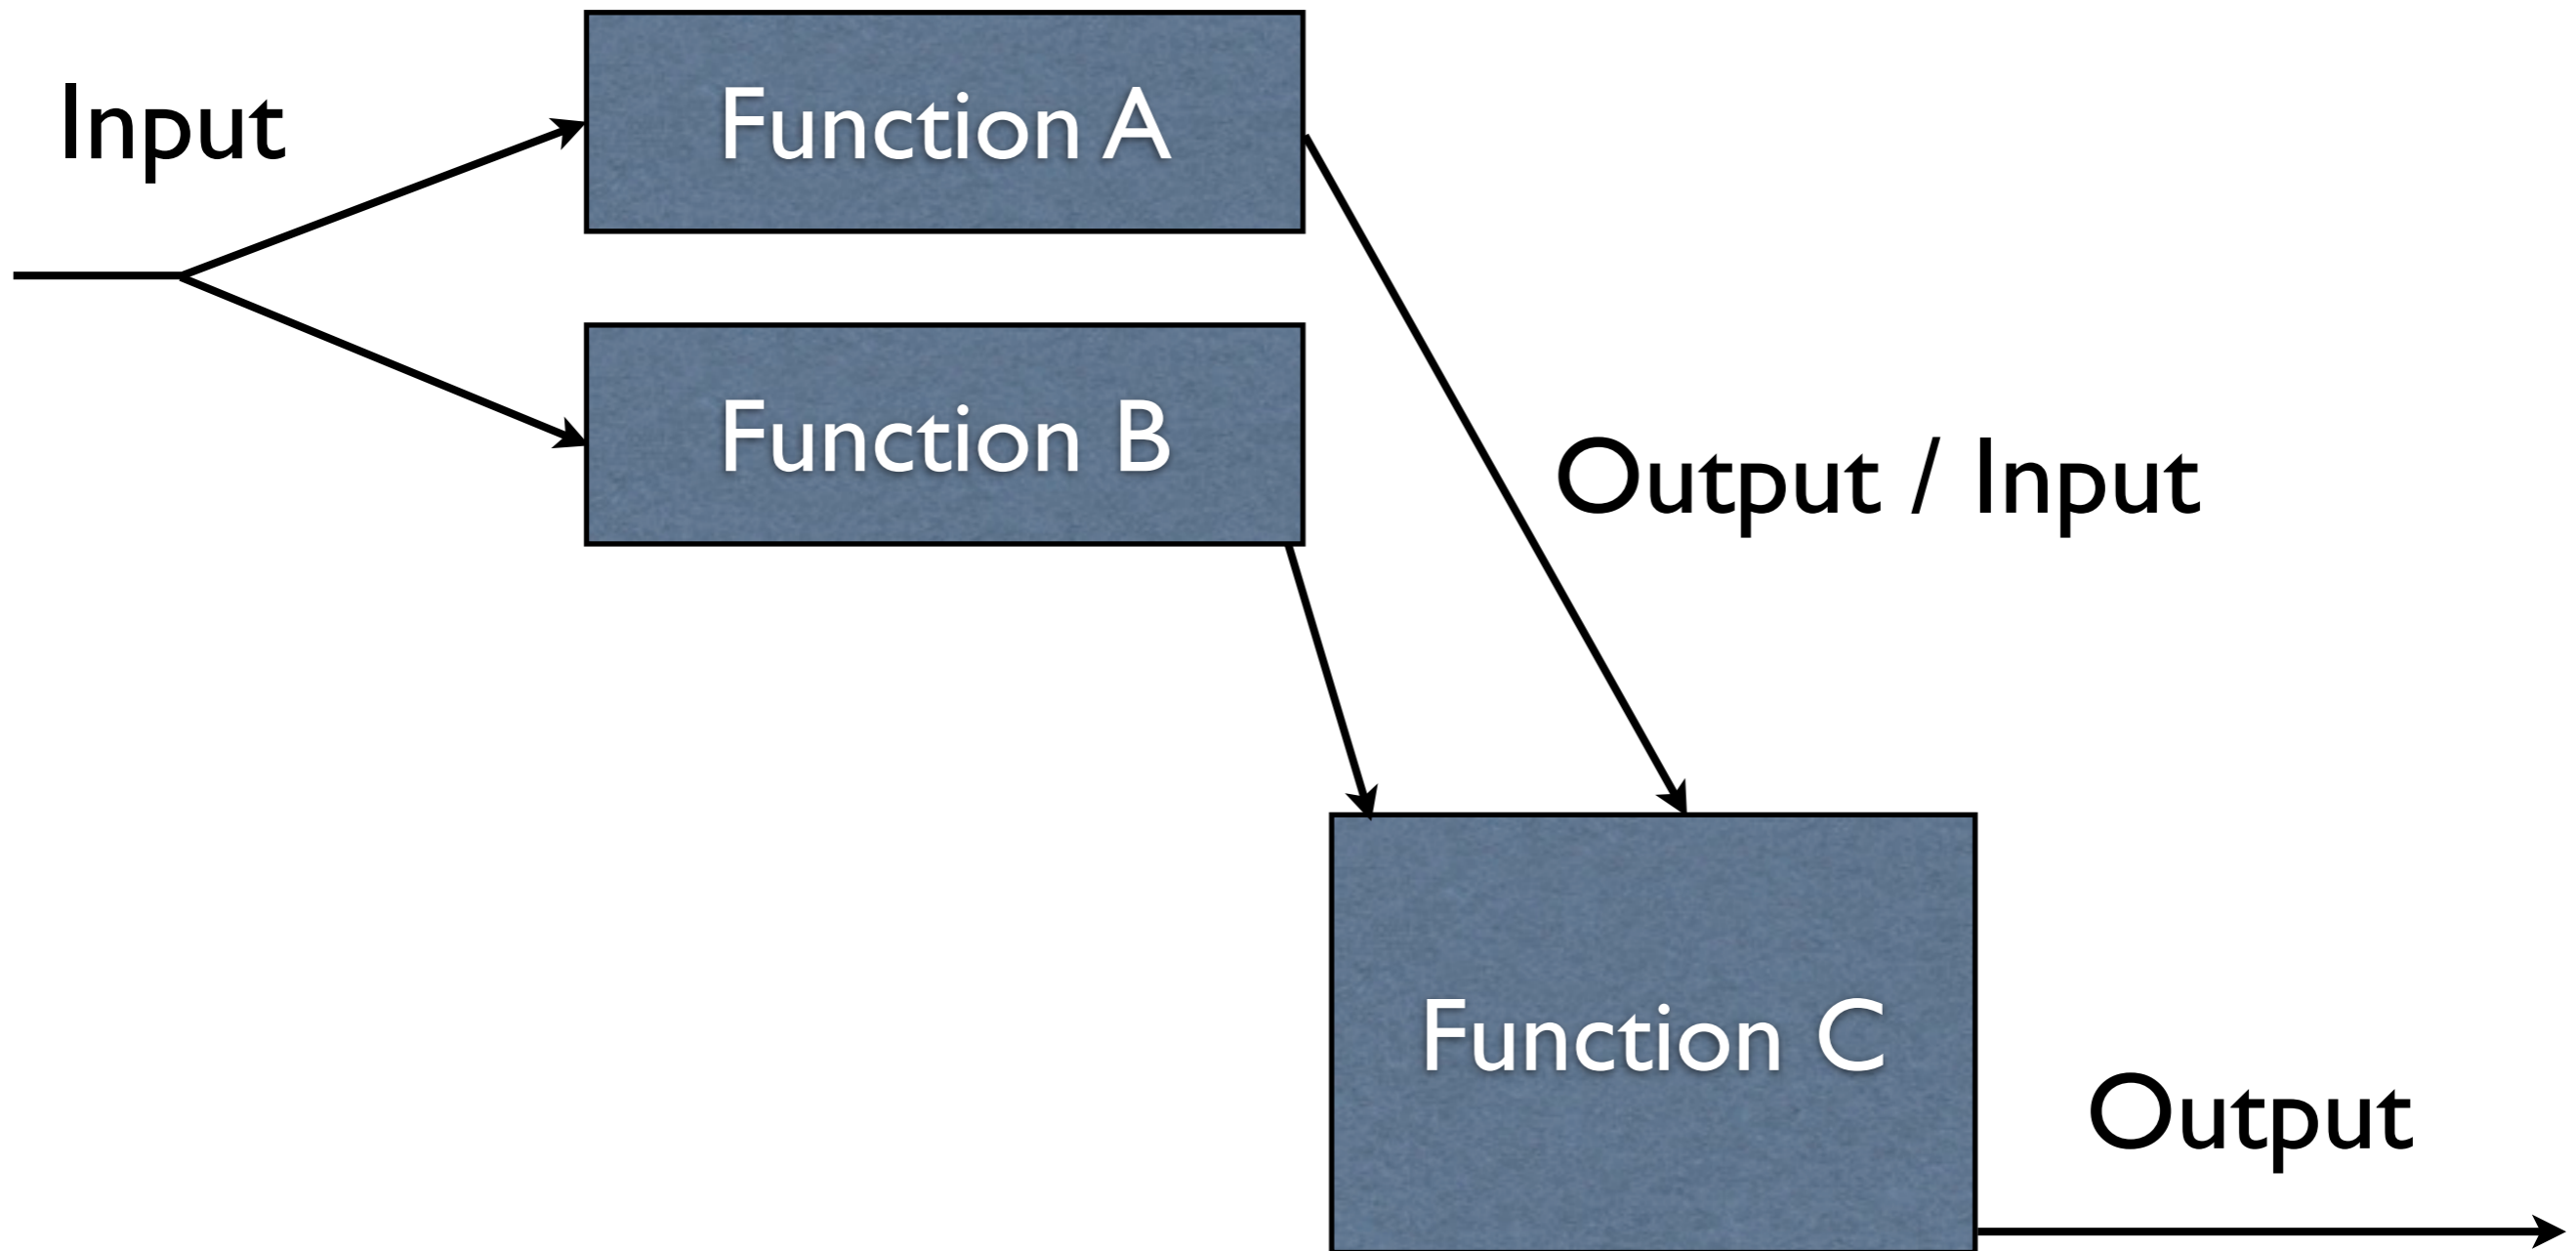 Input
Function A
Function B
Output / Input
Function C
Output